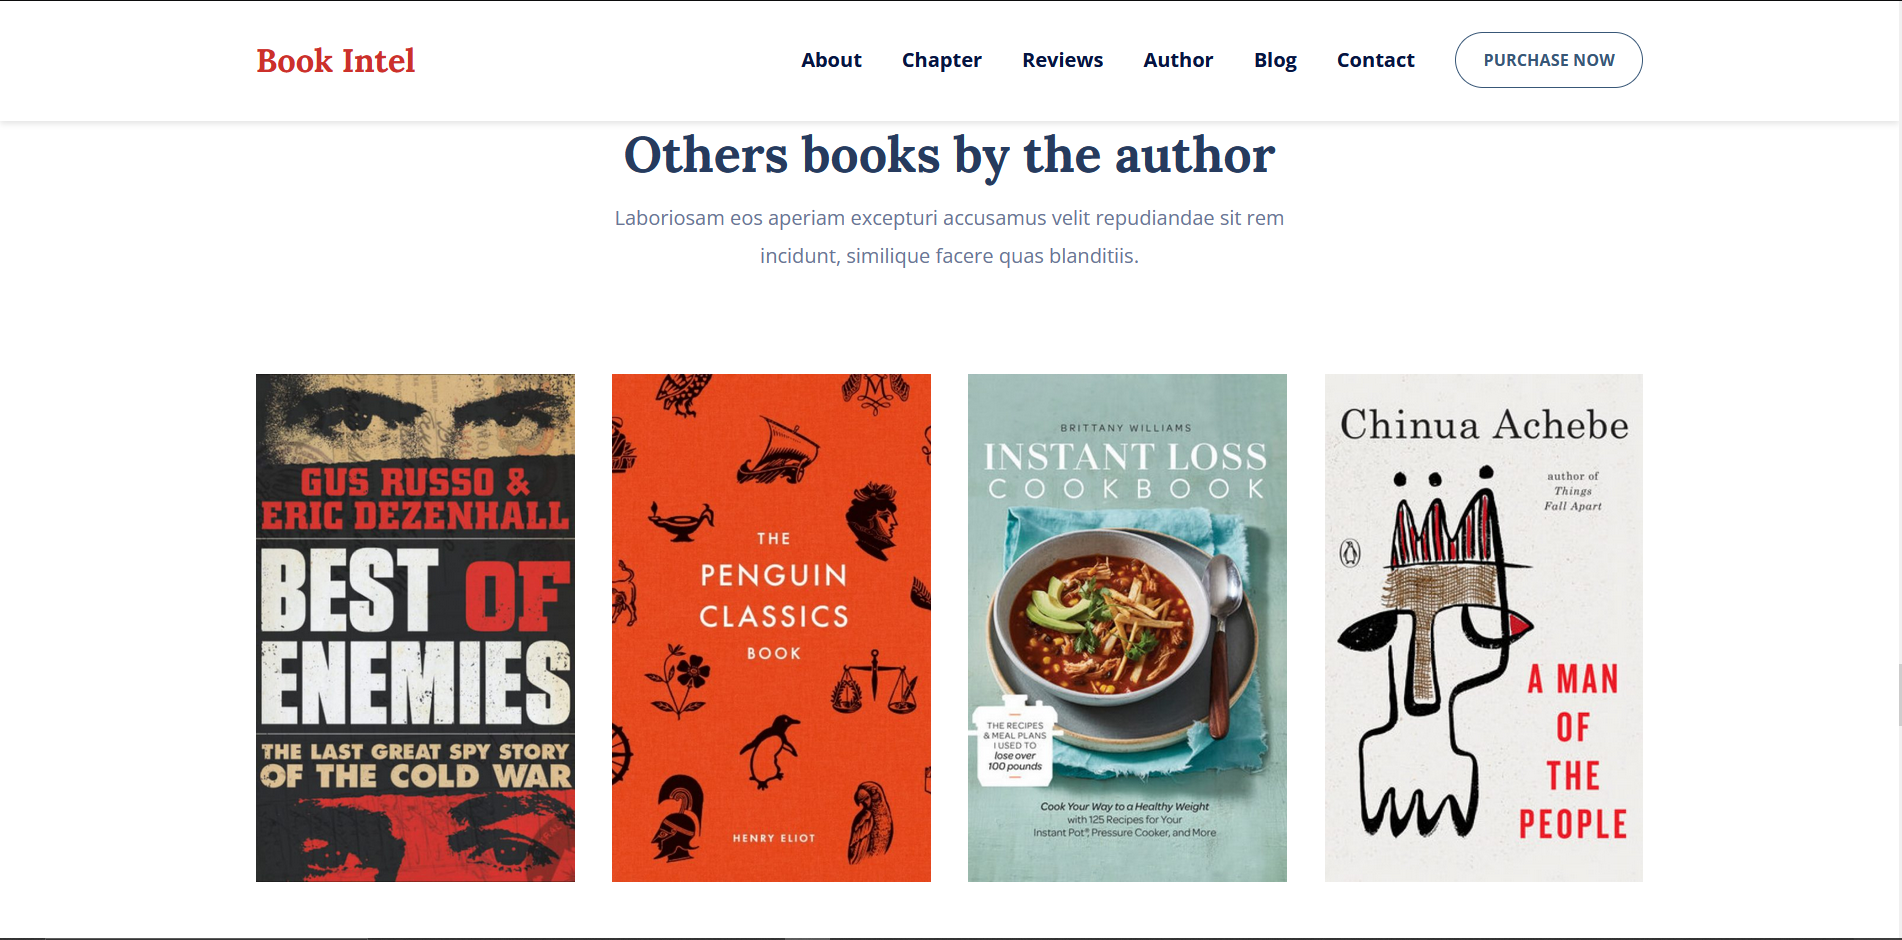 Book Intel
About Chapter Reviews Author Blog Contact PURCHASE NOW
Others books by the author
Laboriosam eos aperiam excepturi accusamus velit repudiandae sit rem
incidunt, similique facere quas blanditiis.
GUS RUSSO &
ERIC DEZENHALL
BEST OF
ENEMIES
THE LAST GREAT SPY STORY
OF THE COLD WAR
M
THE
PENGUIN
CLASSICS
BOOK
HENRY ELIOT
BRITTANY WILLIAMS
INSTANT LOSS
COOKBOOK
THE RECIPES
& MEAL PLANS
I USED TO
lose over
100 pounds
Cook Your Way to a Healthy Weight
with 125 Recipes for Your
Instant Pot®, Pressure Cooker, and More
Chinua Achebe
author of
Things
Fall Apart
A MAN
OF
THE
PEOPLE